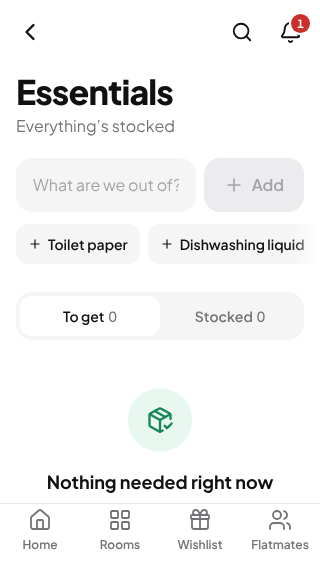 1
Essentials
Everything's stocked
What are we out of?
+ Add
+ Toilet paper
+ Dishwashing liquid
To get 0
Stocked 0
Nothing needed right now
Home
Rooms
Wishlist
Flatmates